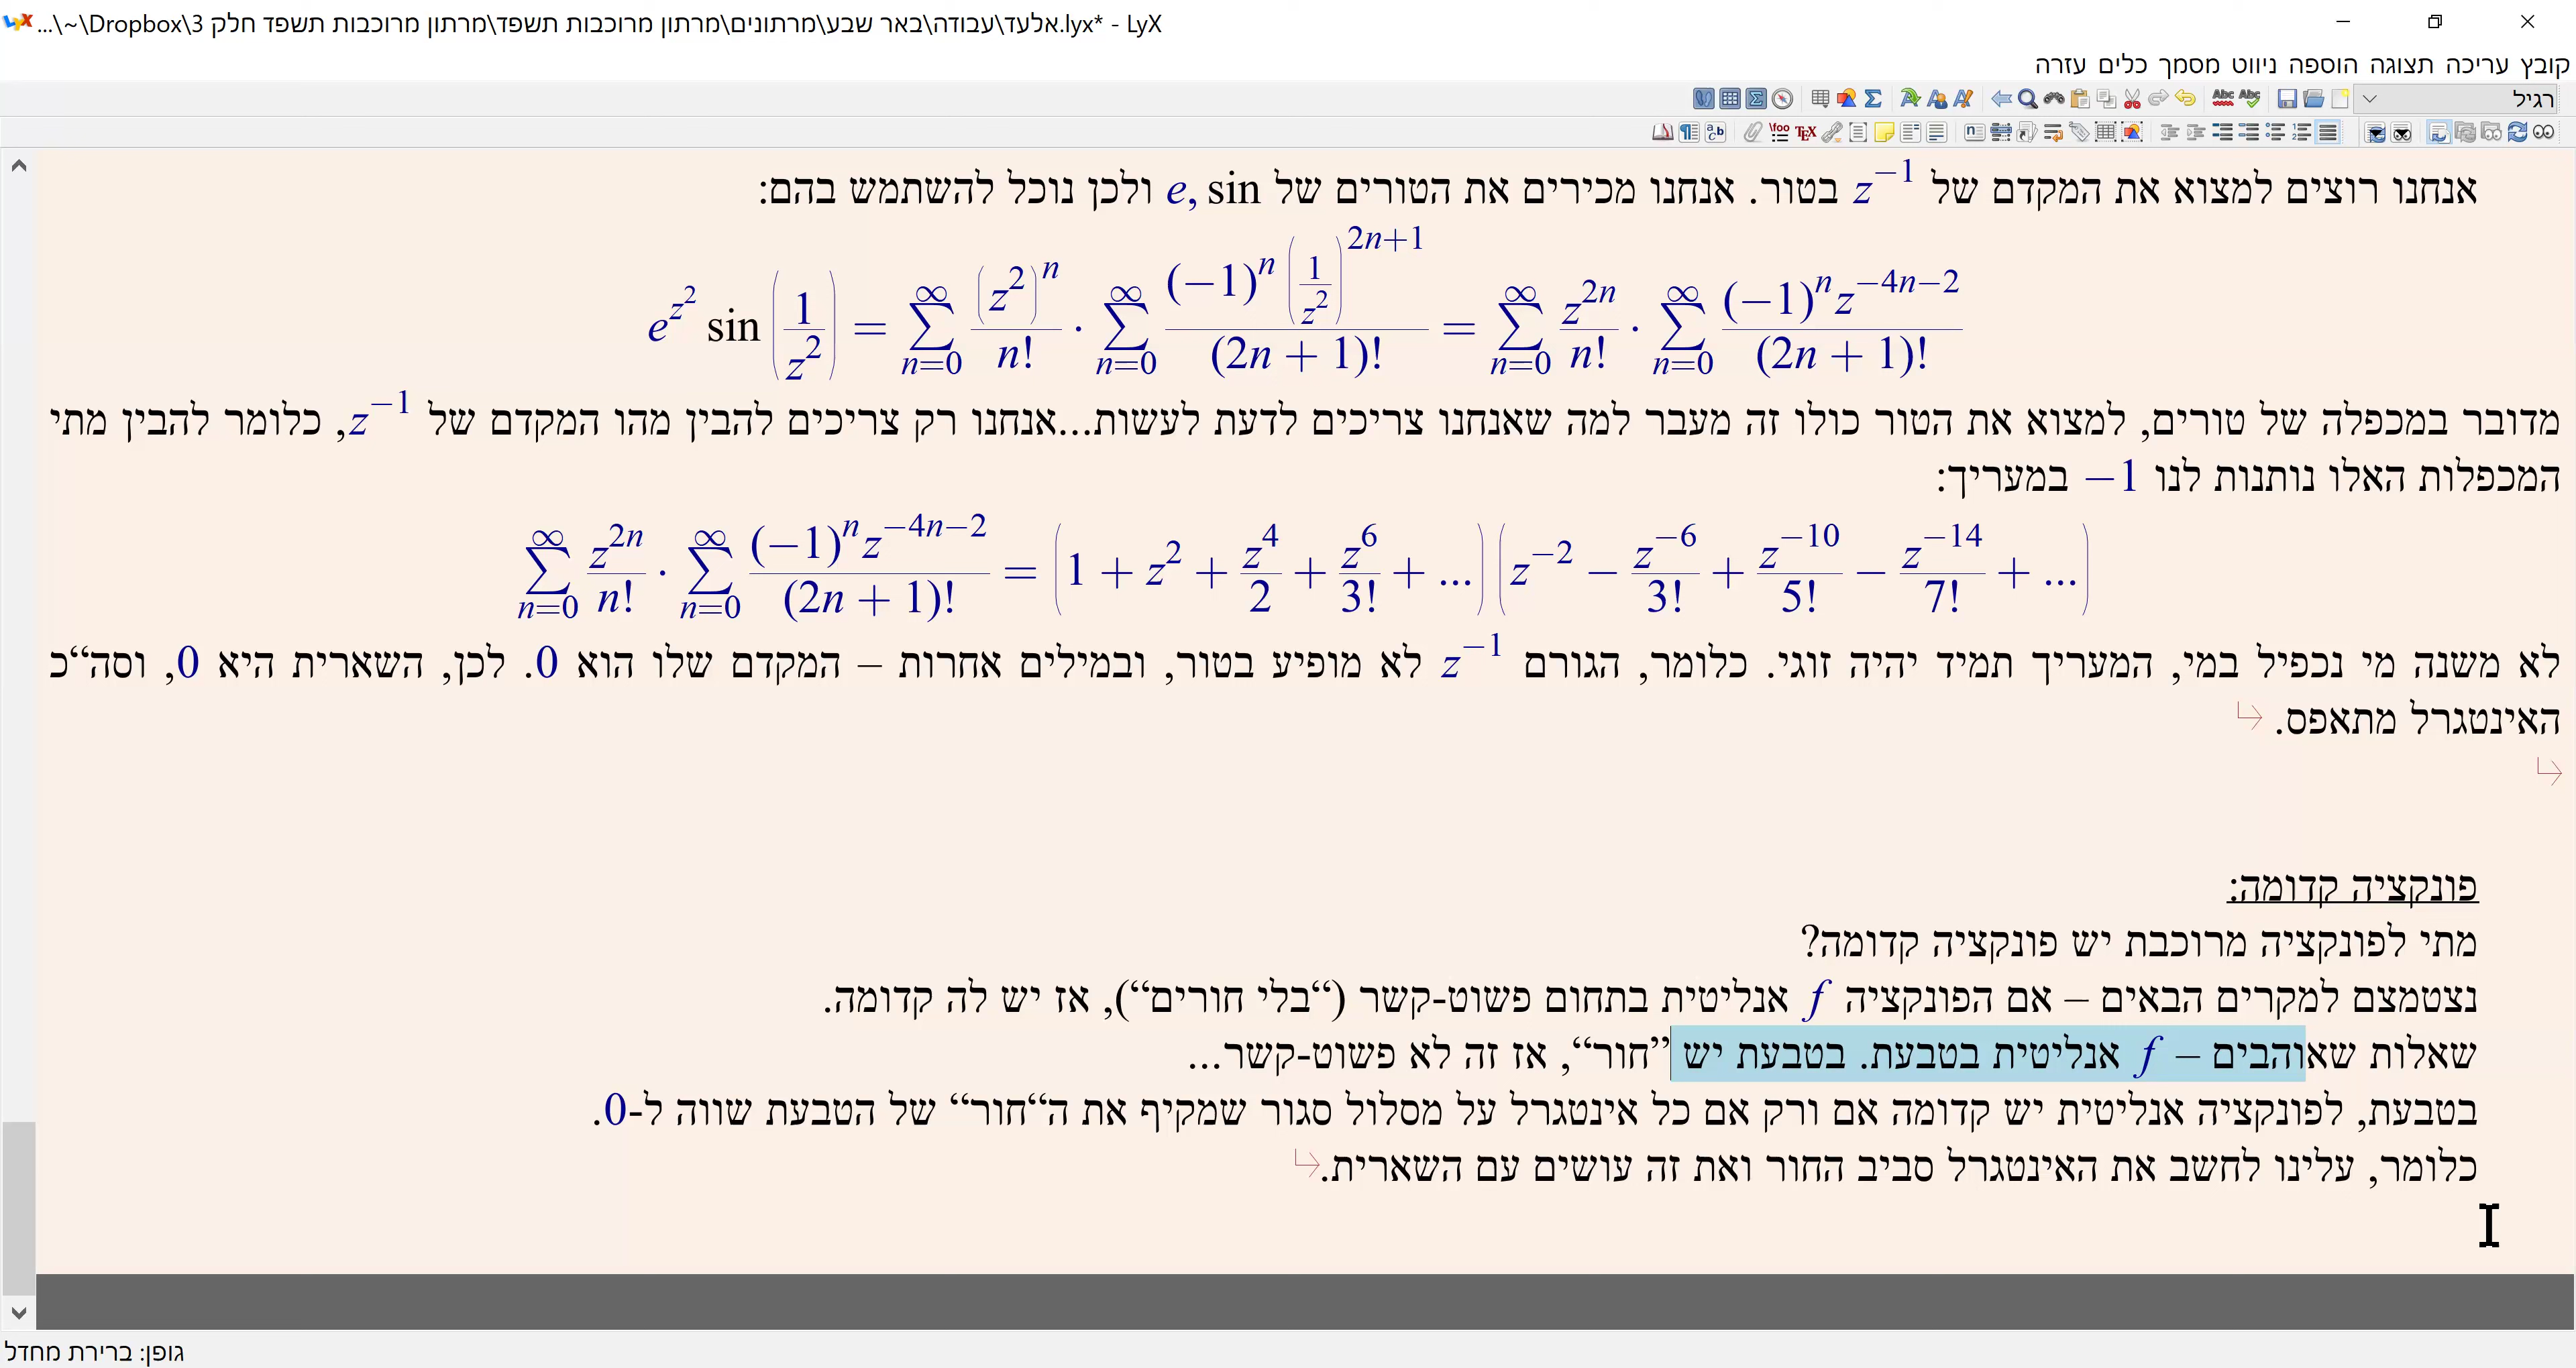 ...\~\Dropbox\3 אלעד\עבודה\באר שבע\מרתונים\מרתון מרוכבות תשפד\מרתון מרוכבות תשפד חלק.lyx* - LyX
קובץ עריכה תצוגה הוספה ניווט מסמך כלים עזרה
רגיל
אנחנו רוצים למצוא את המקדם של z^{-1} בטור. אנחנו מכירים את הטורים של e, sin ולכן נוכל להשתמש בהם:
e^{z^2} sin(1/z^2) = ∑_{n=0}^{∞} (z^2)^n/n! · ∑_{n=0}^{∞} (−1)^n (1/z^2)^{2n+1}/(2n + 1)! = ∑_{n=0}^{∞} z^{2n}/n! · ∑_{n=0}^{∞} (−1)^n z^{−4n−2}/(2n + 1)!
מדובר במכפלה של טורים, למצוא את הטור כולו זה מעבר למה שאנחנו צריכים לדעת לעשות...אנחנו רק צריכים להבין מהו המקדם של z^{-1}, כלומר להבין מתי
המכפלות האלו נותנות לנו −1 במעריך:
∑_{n=0}^{∞} z^{2n}/n! · ∑_{n=0}^{∞} (−1)^n z^{−4n−2}/(2n + 1)! = (1 + z^2 + z^4/2 + z^6/3! + ...)(z^{−2} − z^{−6}/3! + z^{−10}/5! − z^{−14}/7! + ...)
לא משנה מי נכפיל במי, המעריך תמיד יהיה זוגי. כלומר, הגורם z^{-1} לא מופיע בטור, ובמילים אחרות – המקדם שלו הוא 0. לכן, השארית היא 0, וסה“כ
האינטגרל מתאפס.
פונקציה קדומה:
מתי לפונקציה מרוכבת יש פונקציה קדומה?
נצטמצם למקרים הבאים – אם הפונקציה f אנליטית בתחום פשוט-קשר (“בלי חורים“), אז יש לה קדומה.
שאלות שאוהבים – f אנליטית בטבעת. בטבעת יש ”חור“, אז זה לא פשוט-קשר...
בטבעת, לפונקציה אנליטית יש קדומה אם ורק אם כל אינטגרל על מסלול סגור שמקיף את ה“חור“ של הטבעת שווה ל-0.
כלומר, עלינו לחשב את האינטגרל סביב החור ואת זה עושים עם השארית.
גופן: ברירת מחדל